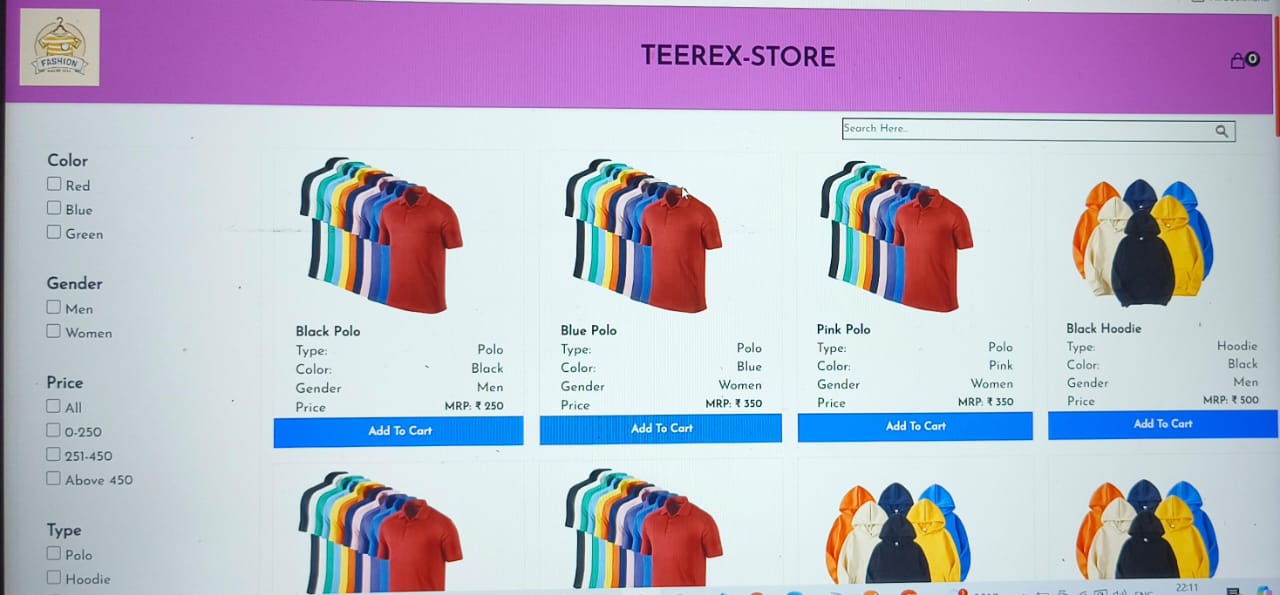 FASHION
TEEREX-STORE
0
Search Here..
Color
Red
Blue
Green
Gender
Men
Women
Price
All
0-250
251-450
Above 450
Type
Polo
Hoodie
Black Polo
Type: Polo
Color: Black
Gender Men
Price MRP: ₹ 250
Add To Cart
Blue Polo
Type: Polo
Color: Blue
Gender Women
Price MRP: ₹ 350
Add To Cart
Pink Polo
Type: Polo
Color: Pink
Gender Women
Price MRP: ₹ 350
Add To Cart
Black Hoodie
Type: Hoodie
Color: Black
Gender Men
Price MRP: ₹ 500
Add To Cart
22:11